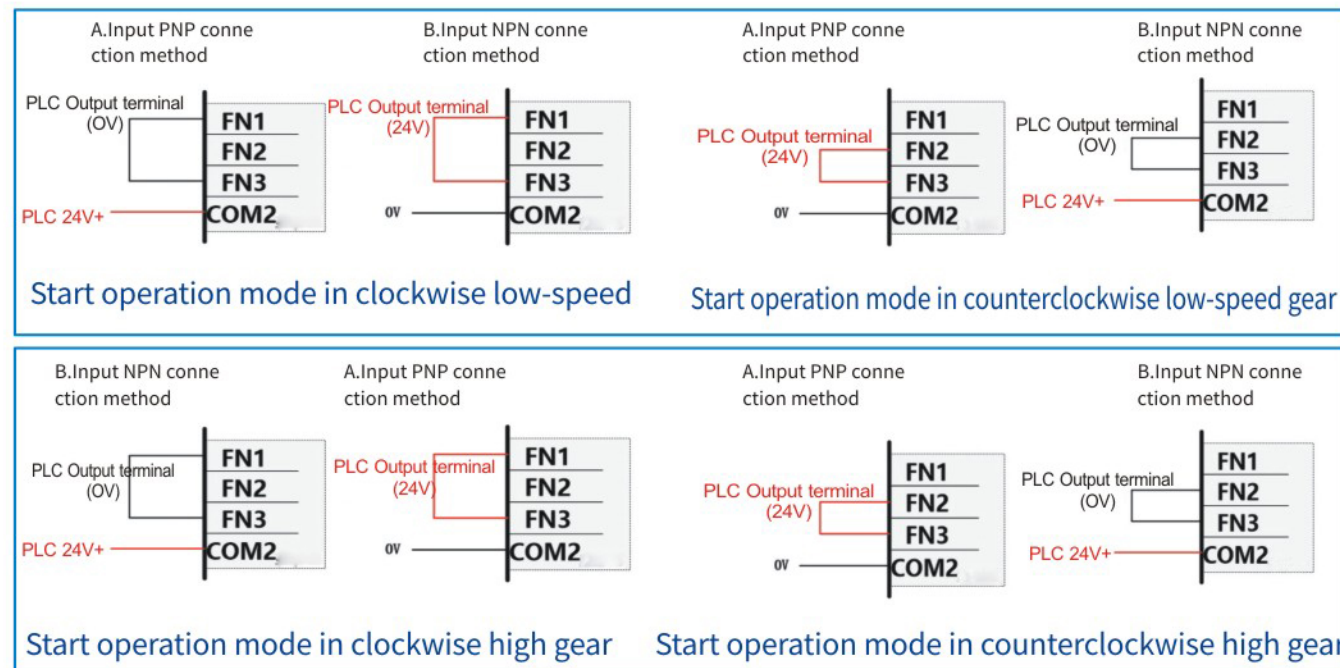 A.Input PNP conne
ction method
B.Input NPN conne
ction method
A.Input PNP conne
ction method
B.Input NPN conne
ction method
PLC Output terminal
(OV)
FN1
FN2
FN3
COM2
PLC 24V+
PLC Output terminal
(24V)
FN1
FN2
FN3
COM2
0V
PLC Output terminal
(24V)
FN1
FN2
FN3
COM2
0V
PLC Output terminal
(OV)
FN1
FN2
FN3
COM2
PLC 24V+
Start operation mode in clockwise low-speed
Start operation mode in counterclockwise low-speed gear
B.Input NPN conne
ction method
A.Input PNP conne
ction method
A.Input PNP conne
ction method
B.Input NPN conne
ction method
PLC Output terminal
(OV)
FN1
FN2
FN3
COM2
PLC 24V+
PLC Output terminal
(24V)
FN1
FN2
FN3
COM2
0V
PLC Output terminal
(24V)
FN1
FN2
FN3
COM2
0V
PLC Output terminal
(OV)
FN1
FN2
FN3
COM2
PLC 24V+
Start operation mode in clockwise high gear
Start operation mode in counterclockwise high gear